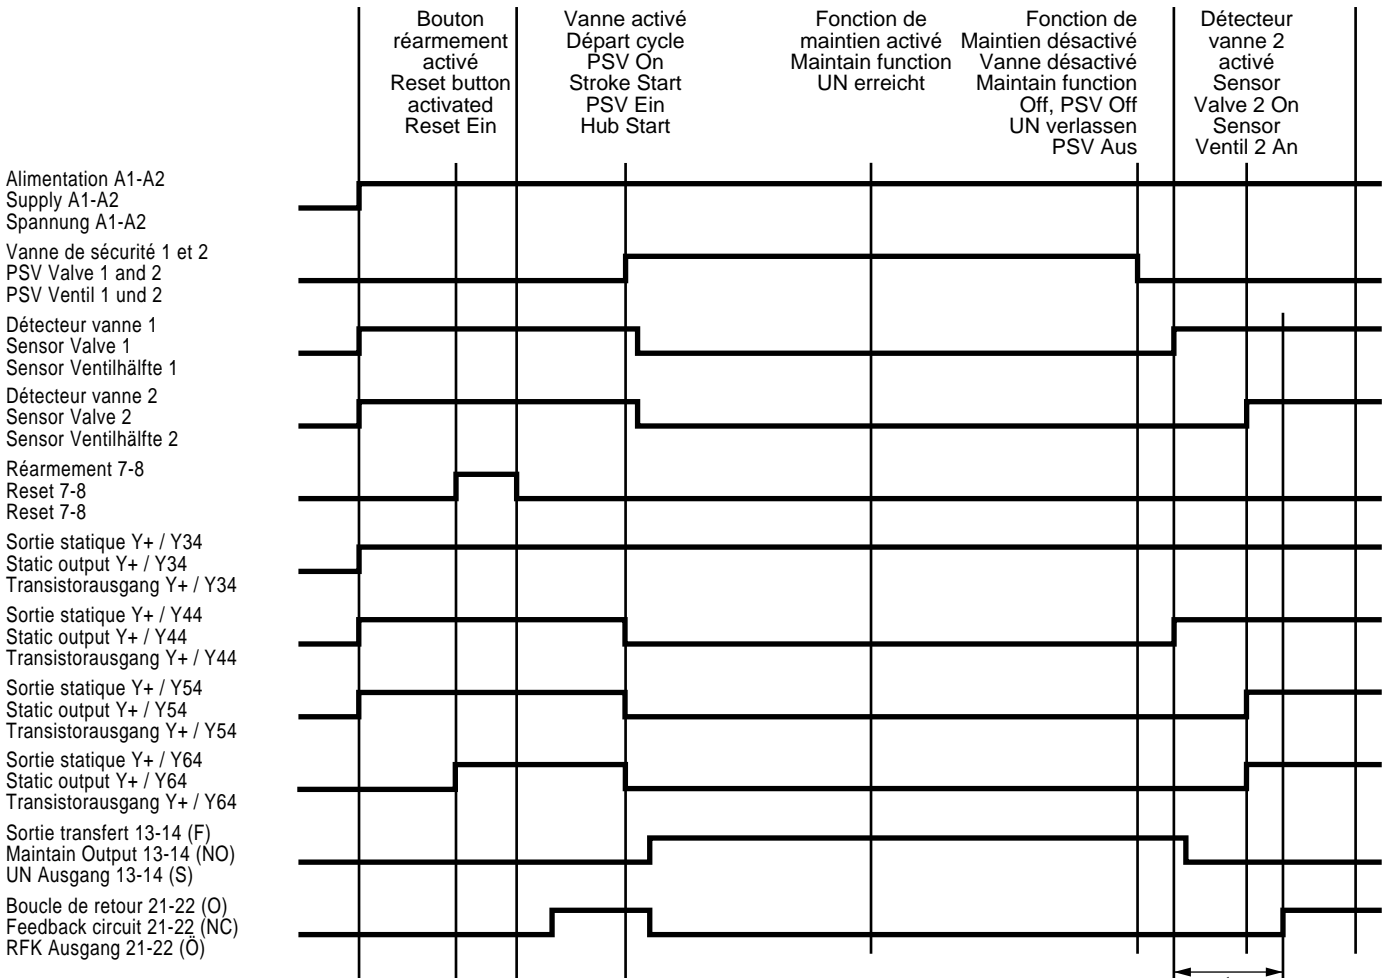 Bouton
réarmement
activé
Reset button
activated
Reset Ein
Vanne activé
Départ cycle
PSV On
Stroke Start
PSV Ein
Hub Start
Fonction de
maintien activé
Maintain function
UN erreicht
Fonction de
Maintien désactivé
Vanne désactivé
Maintain function
Off, PSV Off
UN verlassen
PSV Aus
Détecteur
vanne 2
activé
Sensor
Valve 2 On
Sensor
Ventil 2 An
Alimentation A1-A2
Supply A1-A2
Spannung A1-A2
Vanne de sécurité 1 et 2
PSV Valve 1 and 2
PSV Ventil 1 und 2
Détecteur vanne 1
Sensor Valve 1
Sensor Ventilhälfte 1
Détecteur vanne 2
Sensor Valve 2
Sensor Ventilhälfte 2
Réarmement 7-8
Reset 7-8
Reset 7-8
Sortie statique Y+ / Y34
Static output Y+ / Y34
Transistorausgang Y+ / Y34
Sortie statique Y+ / Y44
Static output Y+ / Y44
Transistorausgang Y+ / Y44
Sortie statique Y+ / Y54
Static output Y+ / Y54
Transistorausgang Y+ / Y54
Sortie statique Y+ / Y64
Static output Y+ / Y64
Transistorausgang Y+ / Y64
Sortie transfert 13-14 (F)
Maintain Output 13-14 (NO)
UN Ausgang 13-14 (S)
Boucle de retour 21-22 (O)
Feedback circuit 21-22 (NC)
RFK Ausgang 21-22 (Ö)